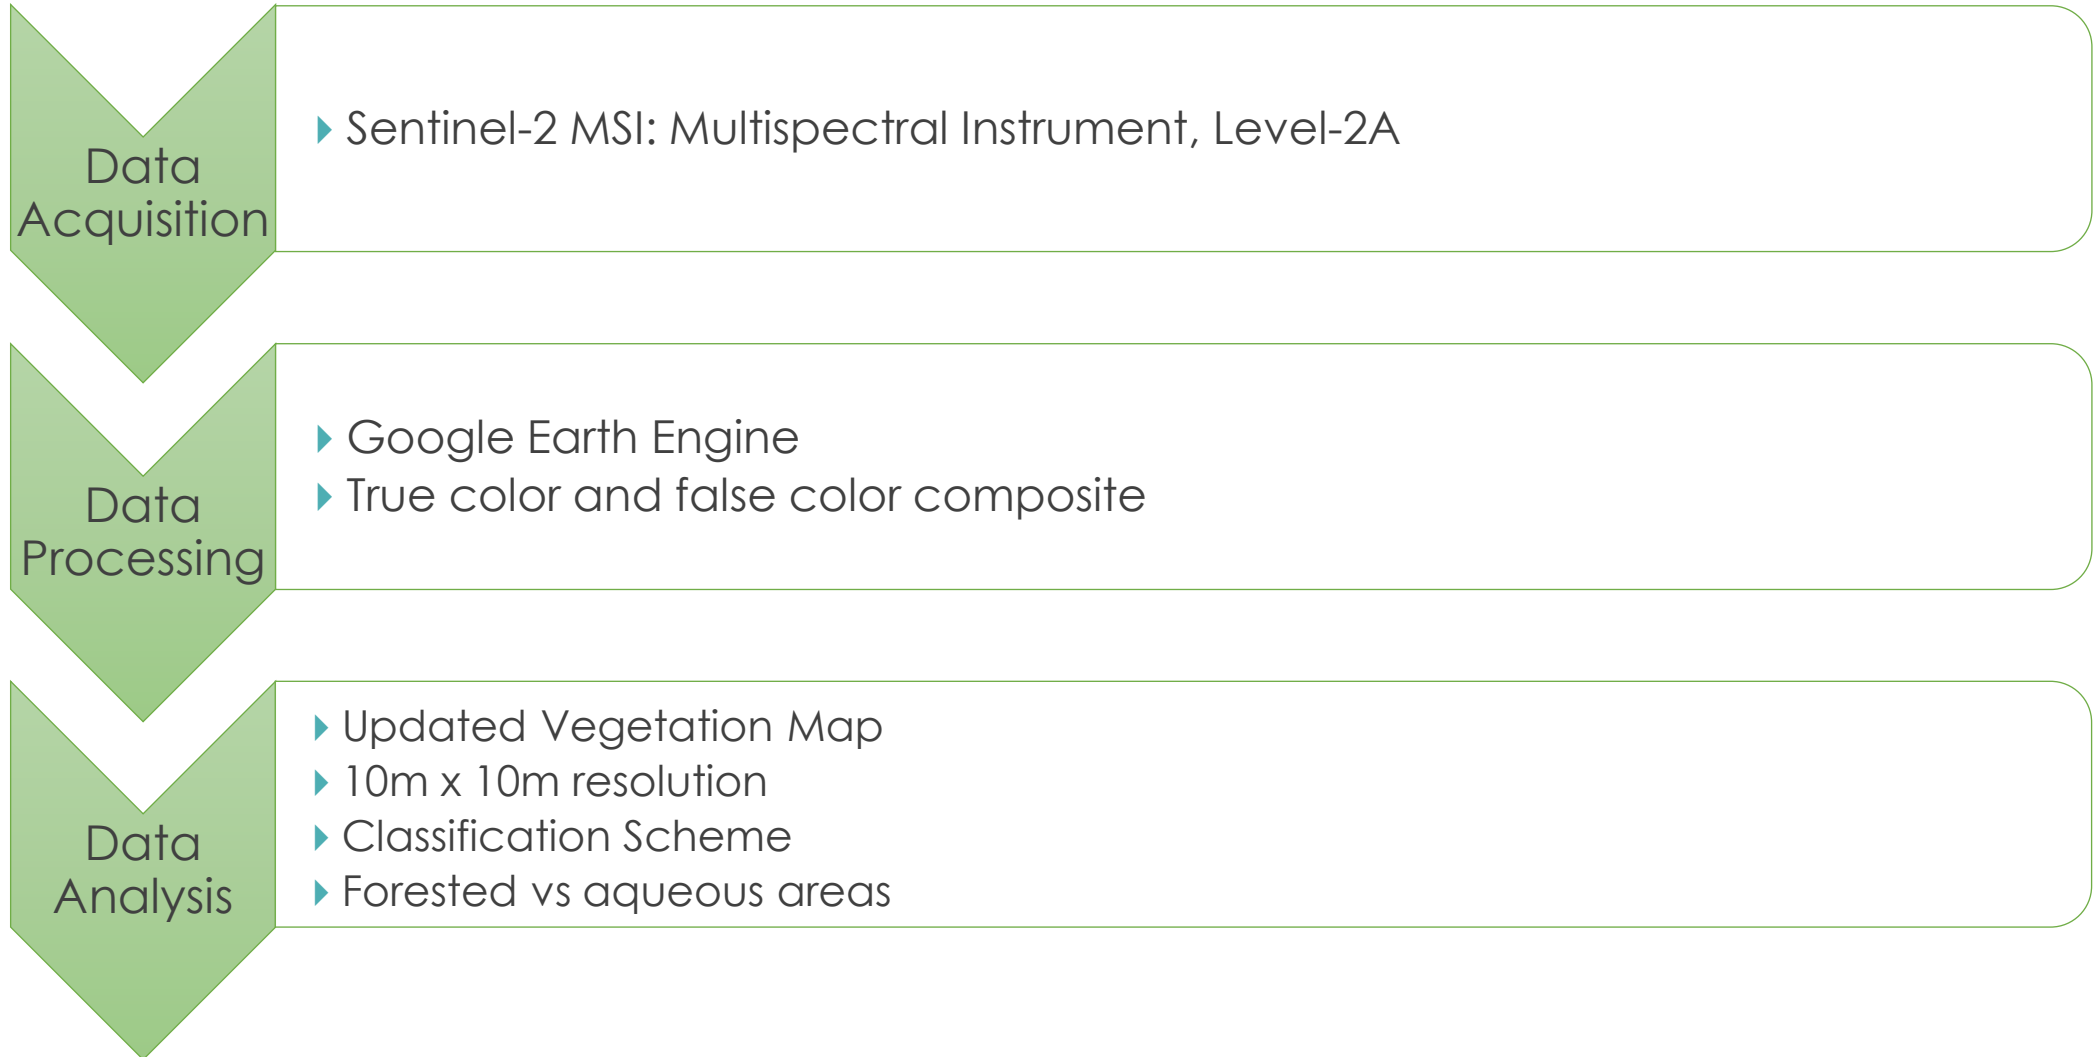 Data
Acquisition
Sentinel-2 MSI: Multispectral Instrument, Level-2A
Data
Processing
Google Earth Engine
True color and false color composite
Data
Analysis
Updated Vegetation Map
10m x 10m resolution
Classification Scheme
Forested vs aqueous areas